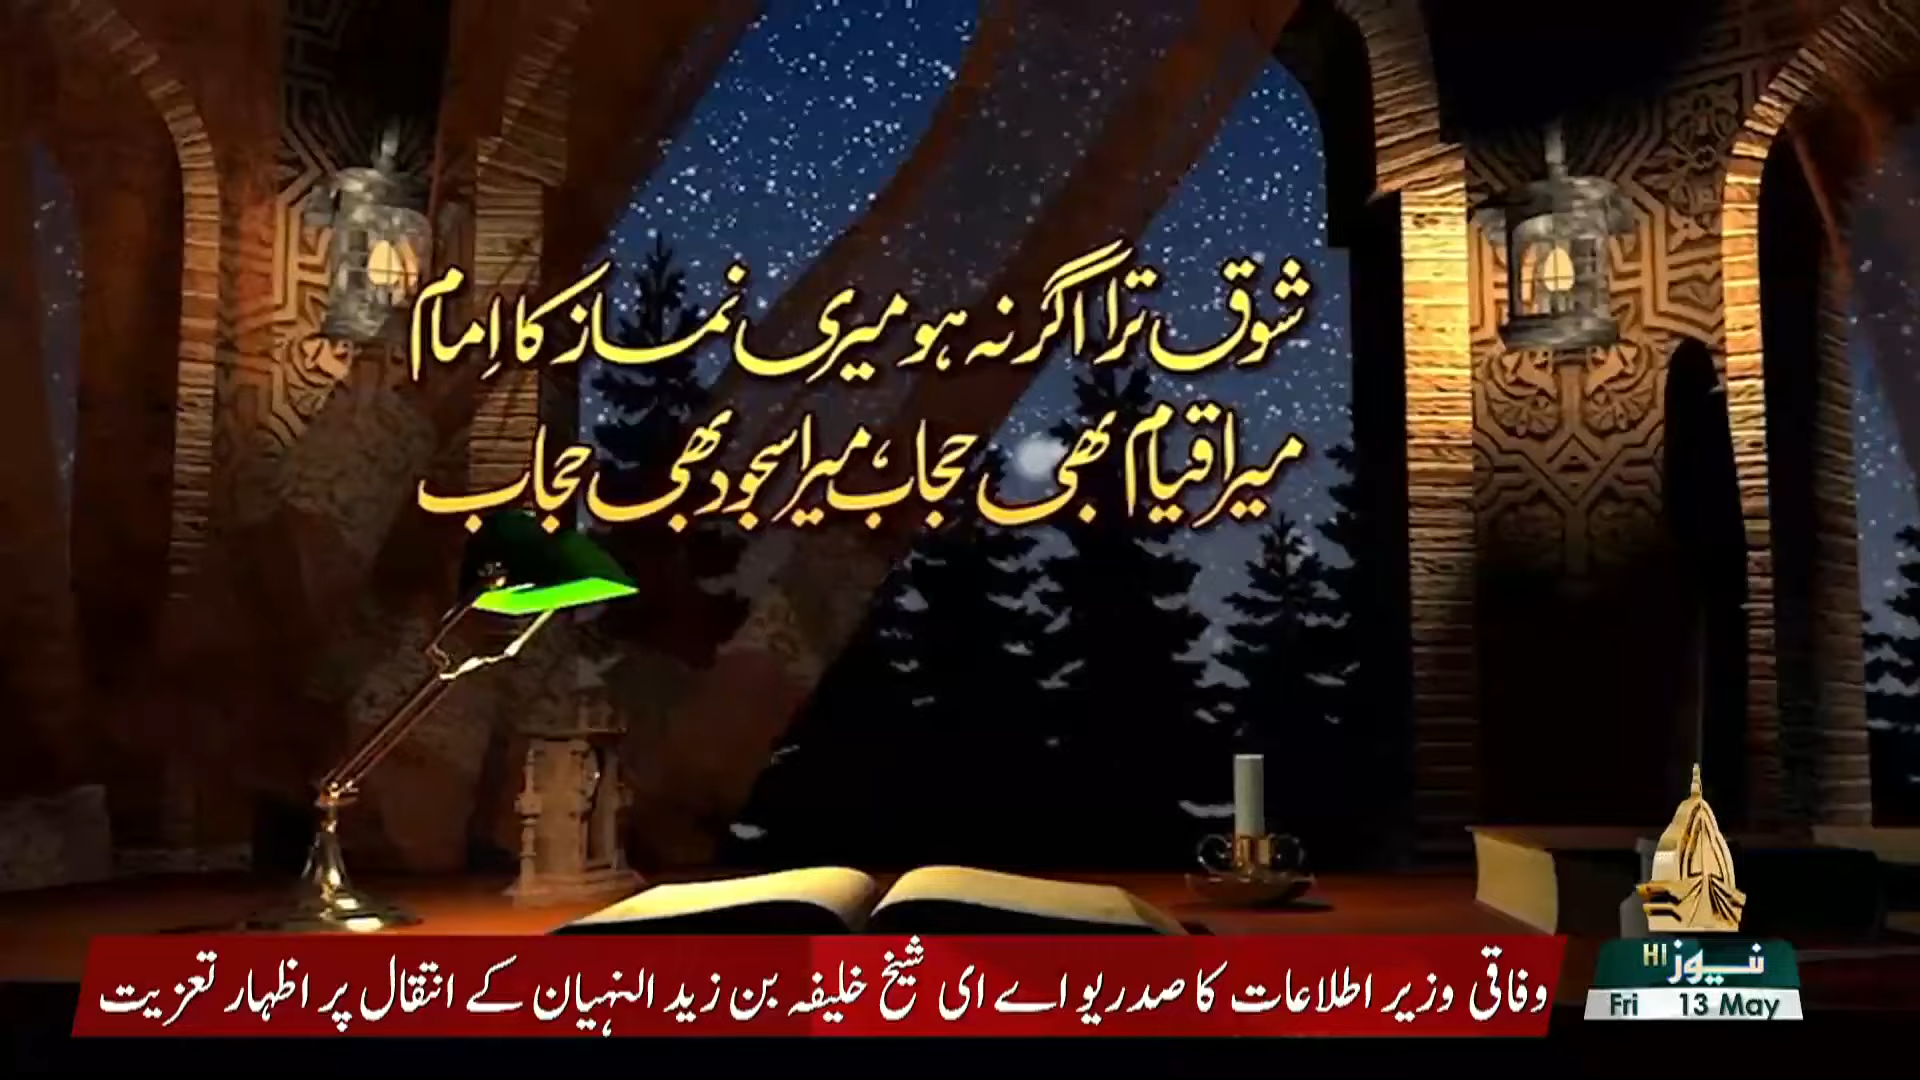 شوق ترا اگر نہ ہو میری نماز کا اِمام
میرا قیام بھی حجاب، میرا سجود بھی حجاب
وفاقی وزیر اطلاعات کا صدر یو اے ای شیخ خلیفہ بن زید النہیان کے انتقال پر اظہار تعزیت
نیوز HI
Fri 13 May